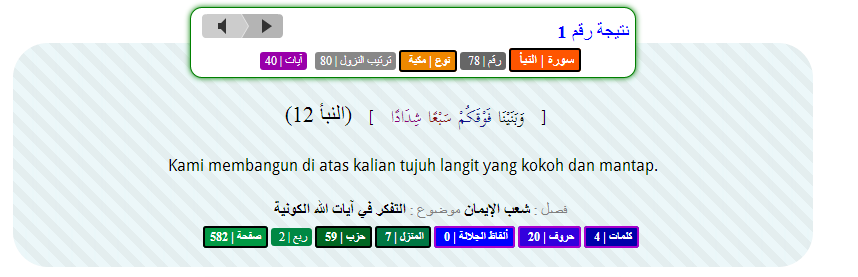 نتيجة رقم 1
سورة | النبأ رقم | 78 نوع | مكية ترتيب النزول | 80 آيات | 40
[ وَبَنَيْنَا فَوْقَكُمْ سَبْعًا شِدَادًا ] (النبأ 12)
Kami membangun di atas kalian tujuh langit yang kokoh dan mantap.
فصل : شعب الإيمان موضوع : التفكر في آيات الله الكونية
كلمات | 4 حروف | 20 ألفاظ الجلالة | 0 المنزل | 7 حزب | 59 ربع | 2 صفحة | 582